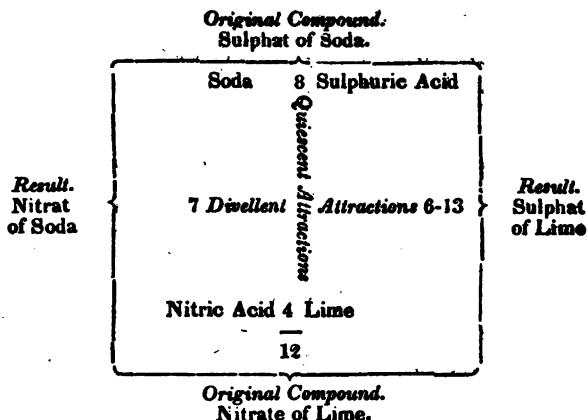 Original Compound.
Sulphat of Soda.
Soda 8 Sulphuric Acid
Quiescent Attractions
Result.
Nitrat
of Soda
7 Divellent Attractions 6-13
Result.
Sulphat
of Lime
Nitric Acid 4 Lime
12
Original Compound.
Nitrate of Lime.